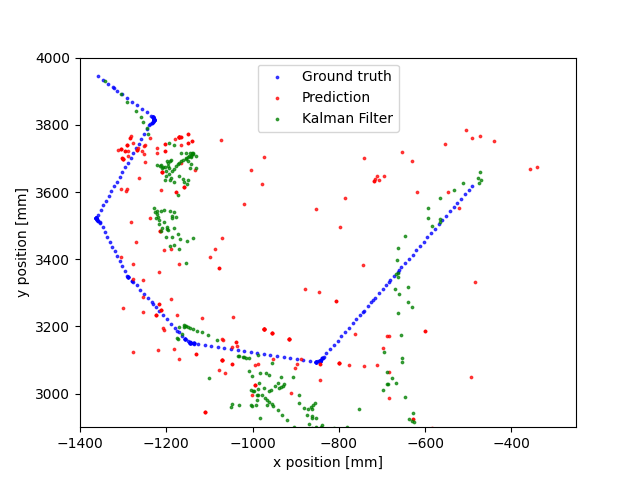 4000
3800
3600
3400
3200
3000
y position [mm]
Ground truth
Prediction
Kalman Filter
−1400 −1200 −1000 −800 −600 −400
x position [mm]